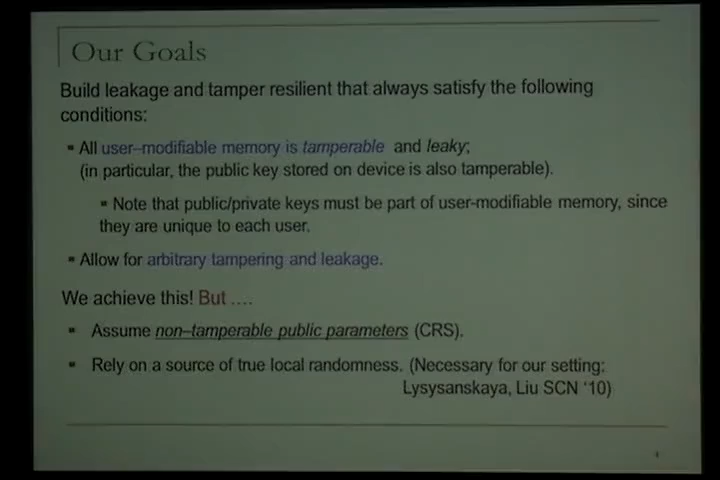 Our Goals
Build leakage and tamper resilient that always satisfy the following
conditions:
▪ All user–modifiable memory is tamperable and leaky;
(in particular, the public key stored on device is also tamperable).
▪ Note that public/private keys must be part of user-modifiable memory, since
they are unique to each user.
▪ Allow for arbitrary tampering and leakage.
We achieve this! But ....
▪ Assume non–tamperable public parameters (CRS).
▪ Rely on a source of true local randomness. (Necessary for our setting:
Lysysanskaya, Liu SCN ‘10)
4